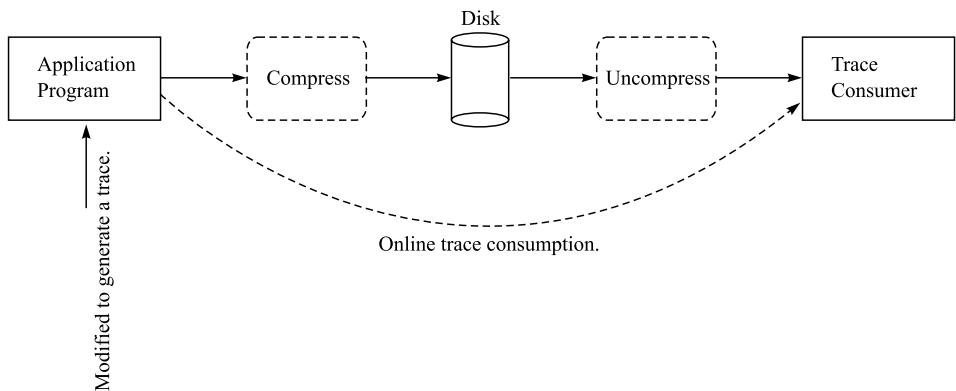 Disk
Application
Program
Compress
Uncompress
Trace
Consumer
Modified to generate a trace.
Online trace consumption.